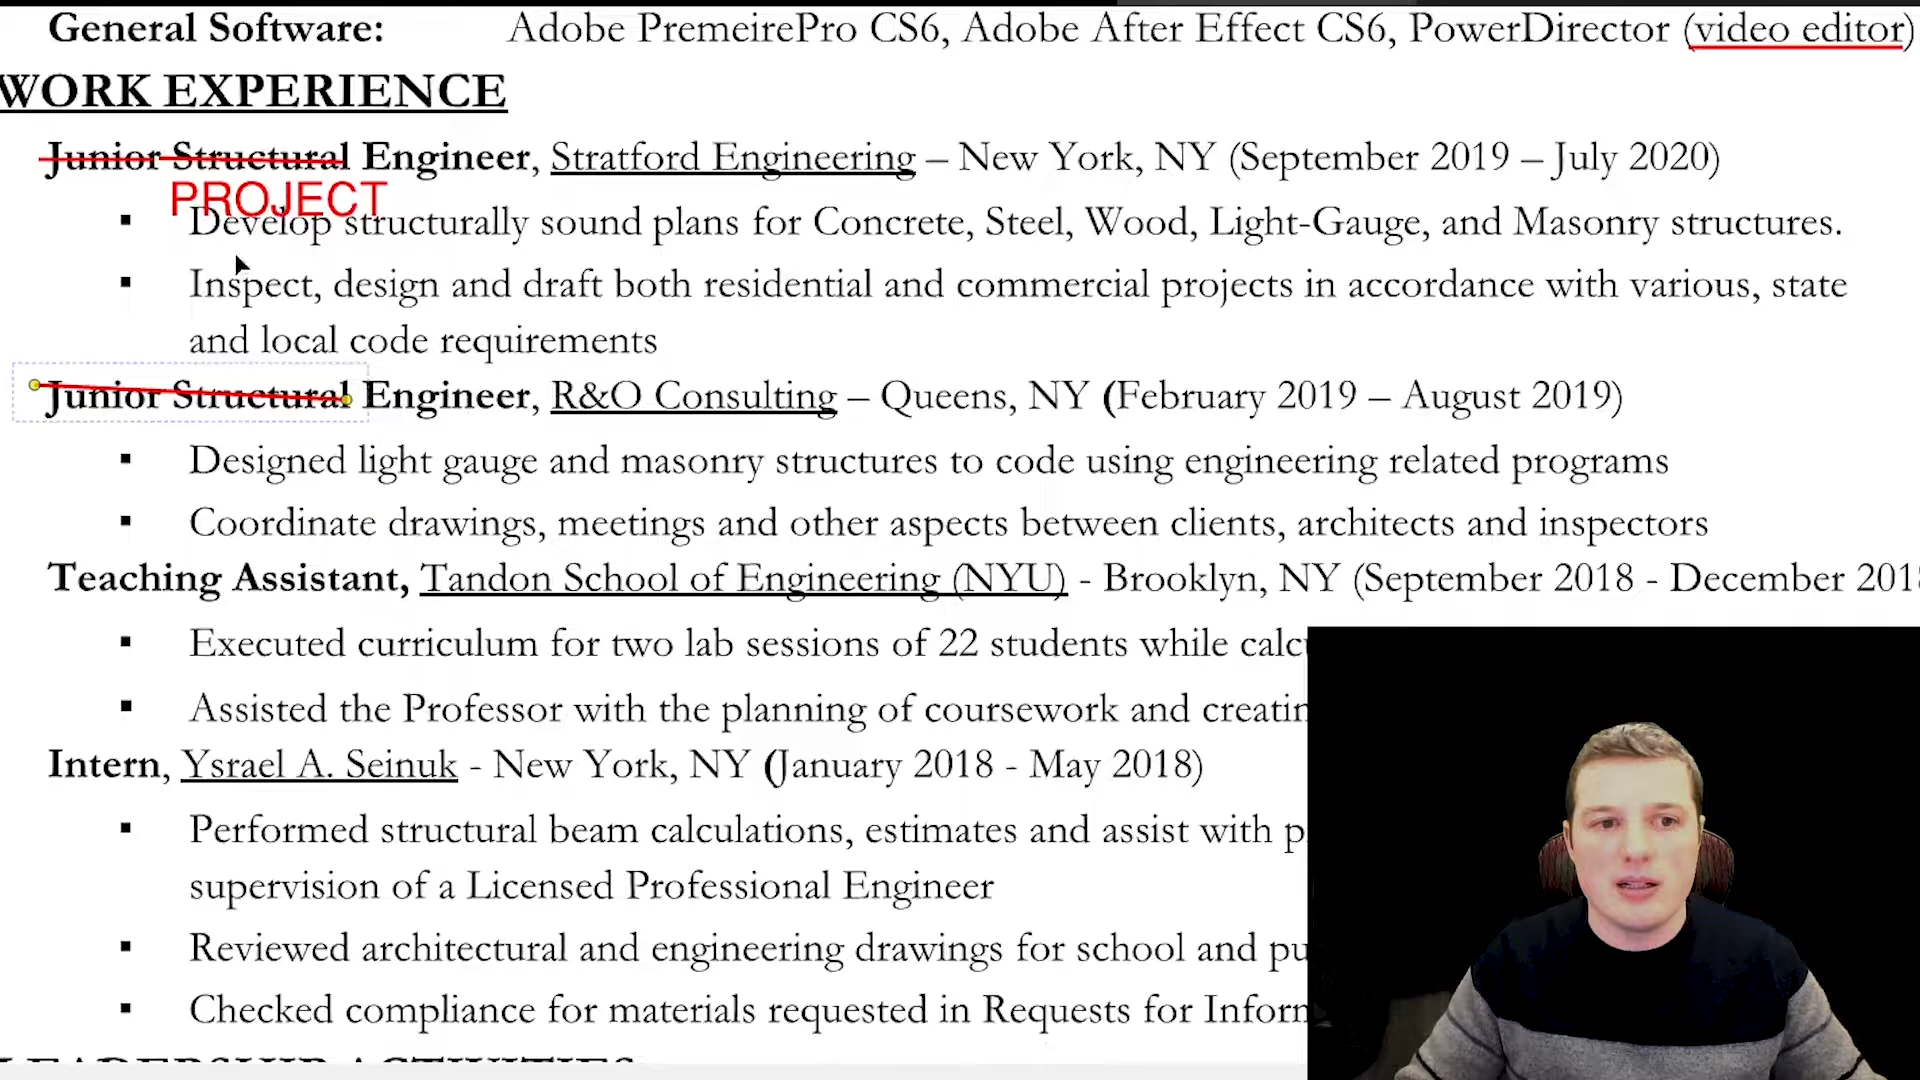 General Software: Adobe PremeirePro CS6, Adobe After Effect CS6, PowerDirector (video editor)
WORK EXPERIENCE
Junior Structural Engineer, Stratford Engineering – New York, NY (September 2019 – July 2020)
PROJECT
▪ Develop structurally sound plans for Concrete, Steel, Wood, Light-Gauge, and Masonry structures.
▪ Inspect, design and draft both residential and commercial projects in accordance with various, state
and local code requirements
Junior Structural Engineer, R&O Consulting – Queens, NY (February 2019 – August 2019)
▪ Designed light gauge and masonry structures to code using engineering related programs
▪ Coordinate drawings, meetings and other aspects between clients, architects and inspectors
Teaching Assistant, Tandon School of Engineering (NYU) - Brooklyn, NY (September 2018 - December 201
▪ Executed curriculum for two lab sessions of 22 students while
▪ Assisted the Professor with the planning of coursework and
Intern, Ysrael A. Seinuk - New York, NY (January 2018 - May 2018)
▪ Performed structural beam calculations, estimates and assist with
supervision of a Licensed Professional Engineer
▪ Reviewed architectural and engineering drawings for school and
▪ Checked compliance for materials requested in Requests for
LEADERSHIP ACTIVITIES